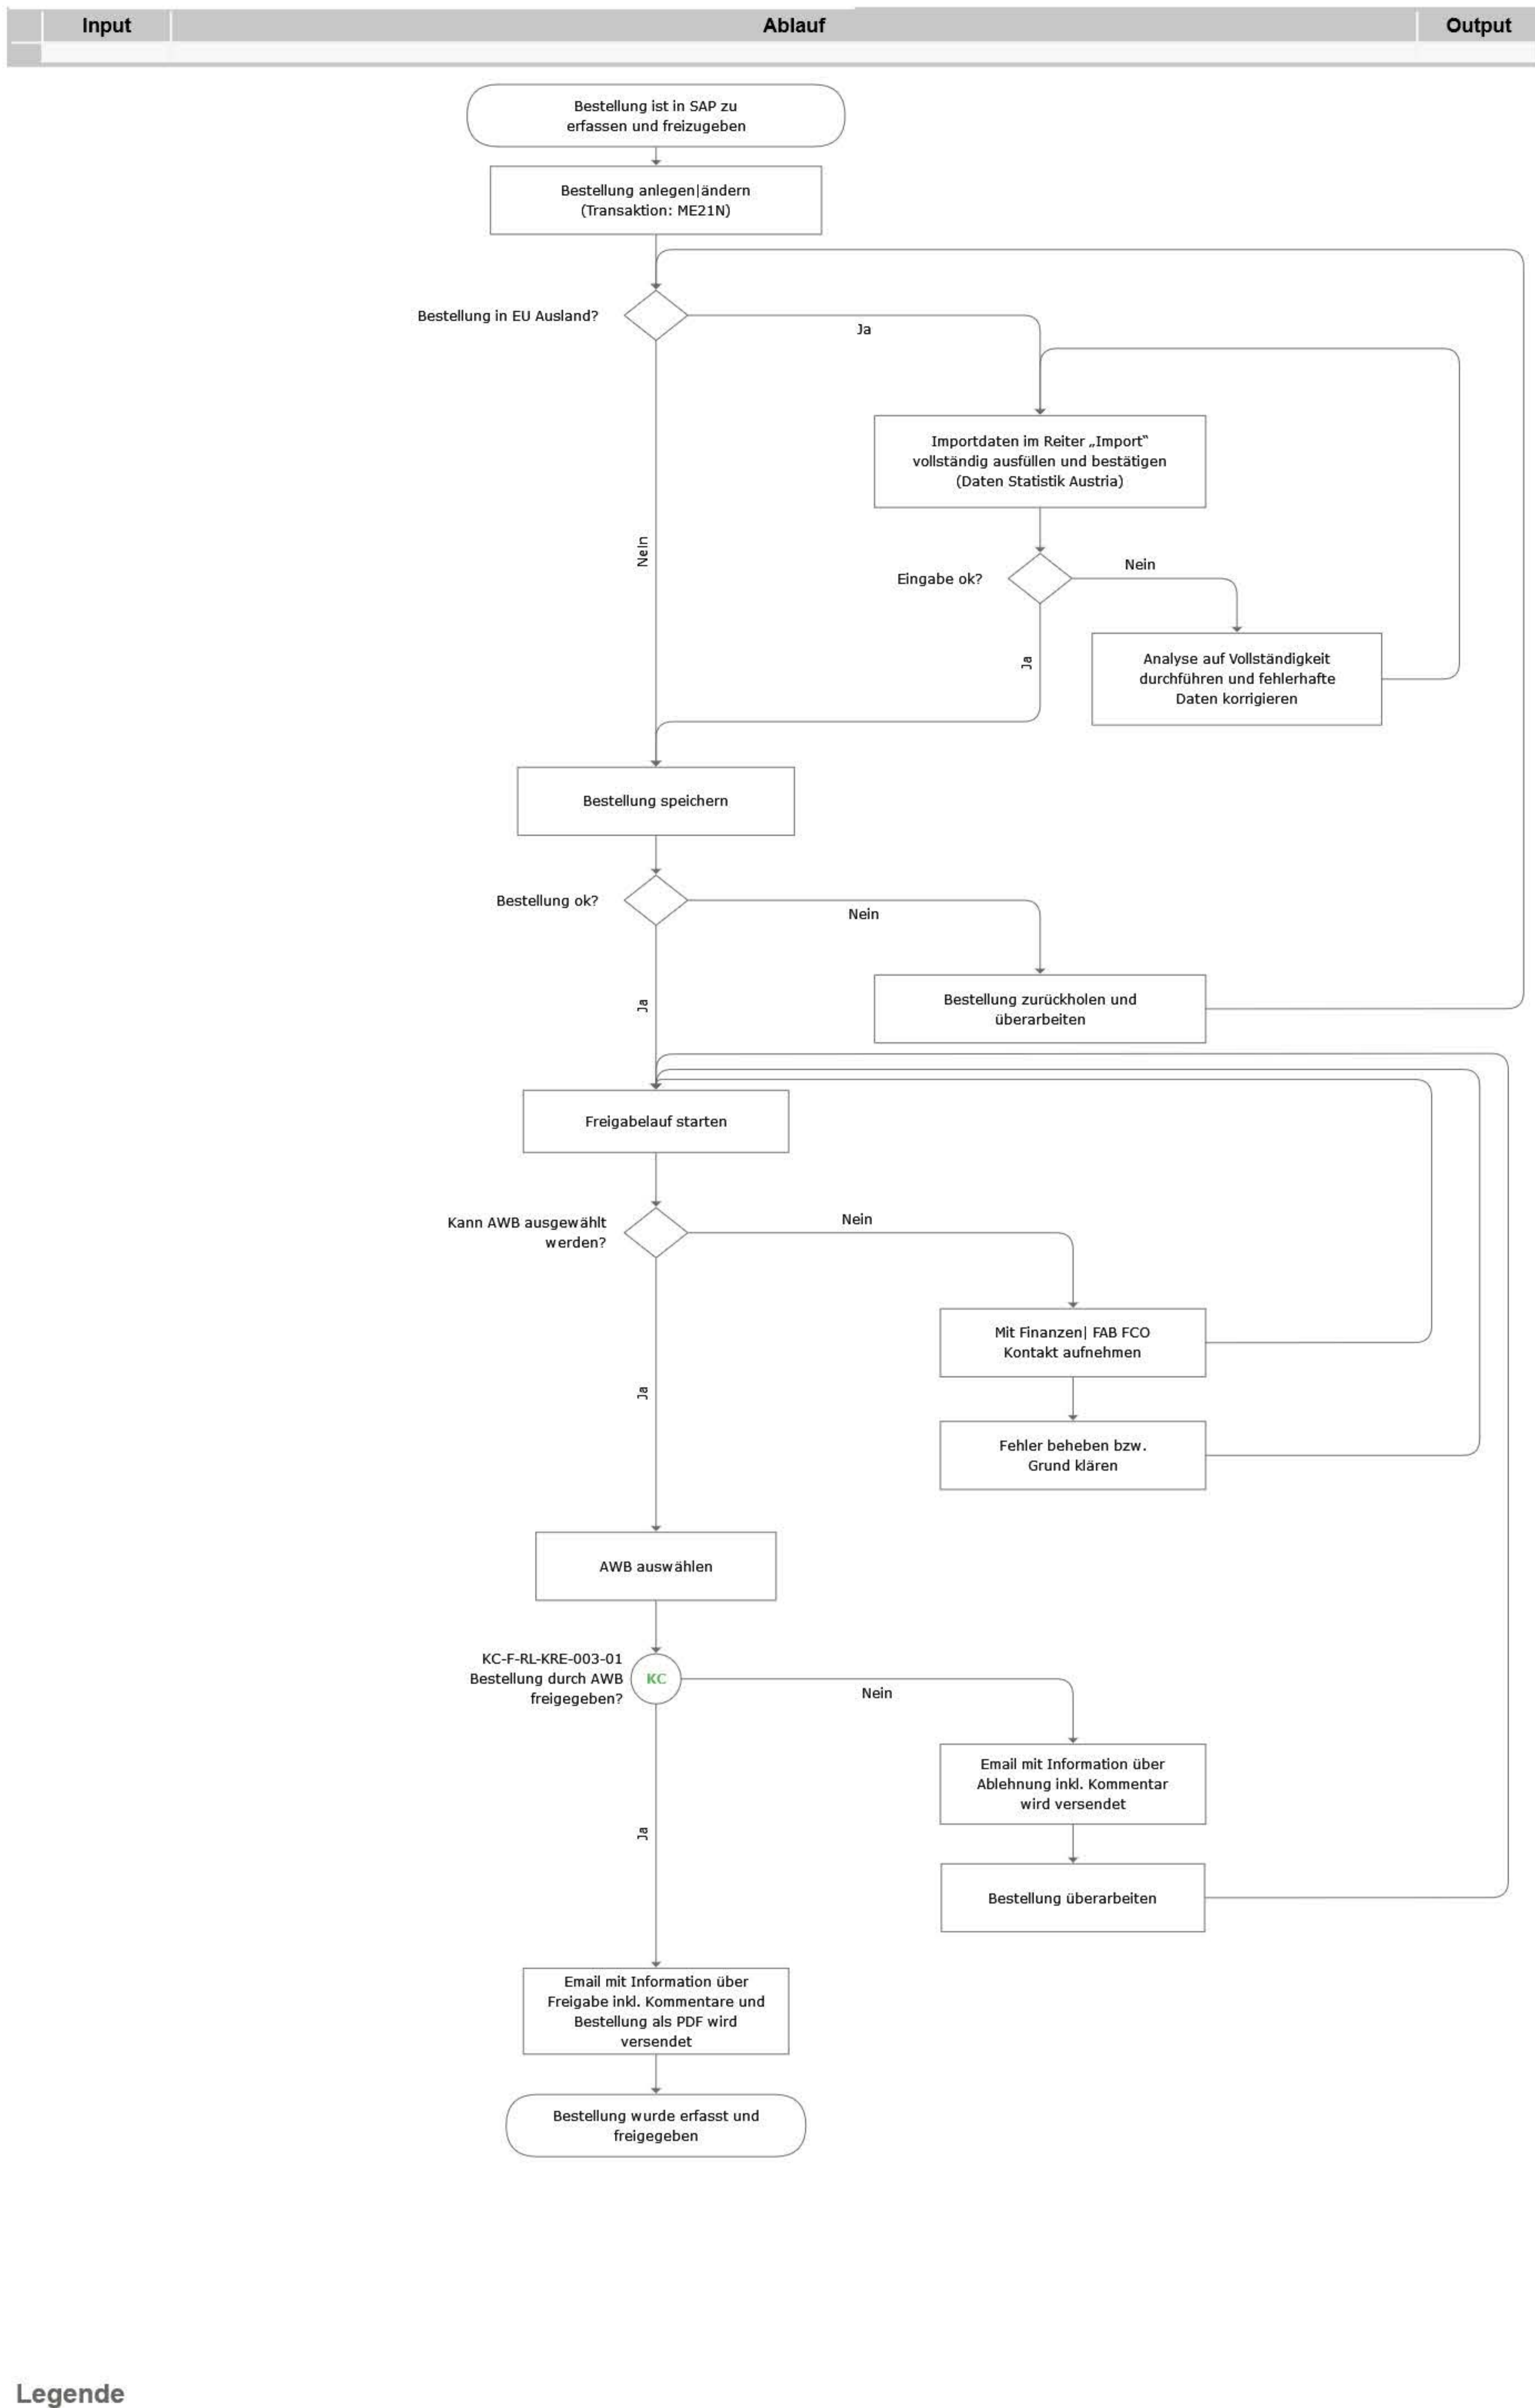 Input
Ablauf
Output
Bestellung ist in SAP zu
erfassen und freizugeben
Bestellung anlegen|ändern
(Transaktion: ME21N)
Bestellung in EU Ausland?
Ja
Importdaten im Reiter „Import“
vollständig ausfüllen und bestätigen
(Daten Statistik Austria)
Nein
Eingabe ok?
Nein
Ja
Analyse auf Vollständigkeit
durchführen und fehlerhafte
Daten korrigieren
Bestellung speichern
Bestellung ok?
Nein
Ja
Bestellung zurückholen und
überarbeiten
Freigabelauf starten
Kann AWB ausgewählt
werden?
Nein
Mit Finanzen| FAB FCO
Kontakt aufnehmen
Ja
Fehler beheben bzw.
Grund klären
AWB auswählen
KC-F-RL-KRE-003-01
Bestellung durch AWB
freigegeben?
KC
Nein
Email mit Information über
Ablehnung inkl. Kommentar
wird versendet
Ja
Bestellung überarbeiten
Email mit Information über
Freigabe inkl. Kommentare und
Bestellung als PDF wird
versendet
Bestellung wurde erfasst und
freigegeben
Legende